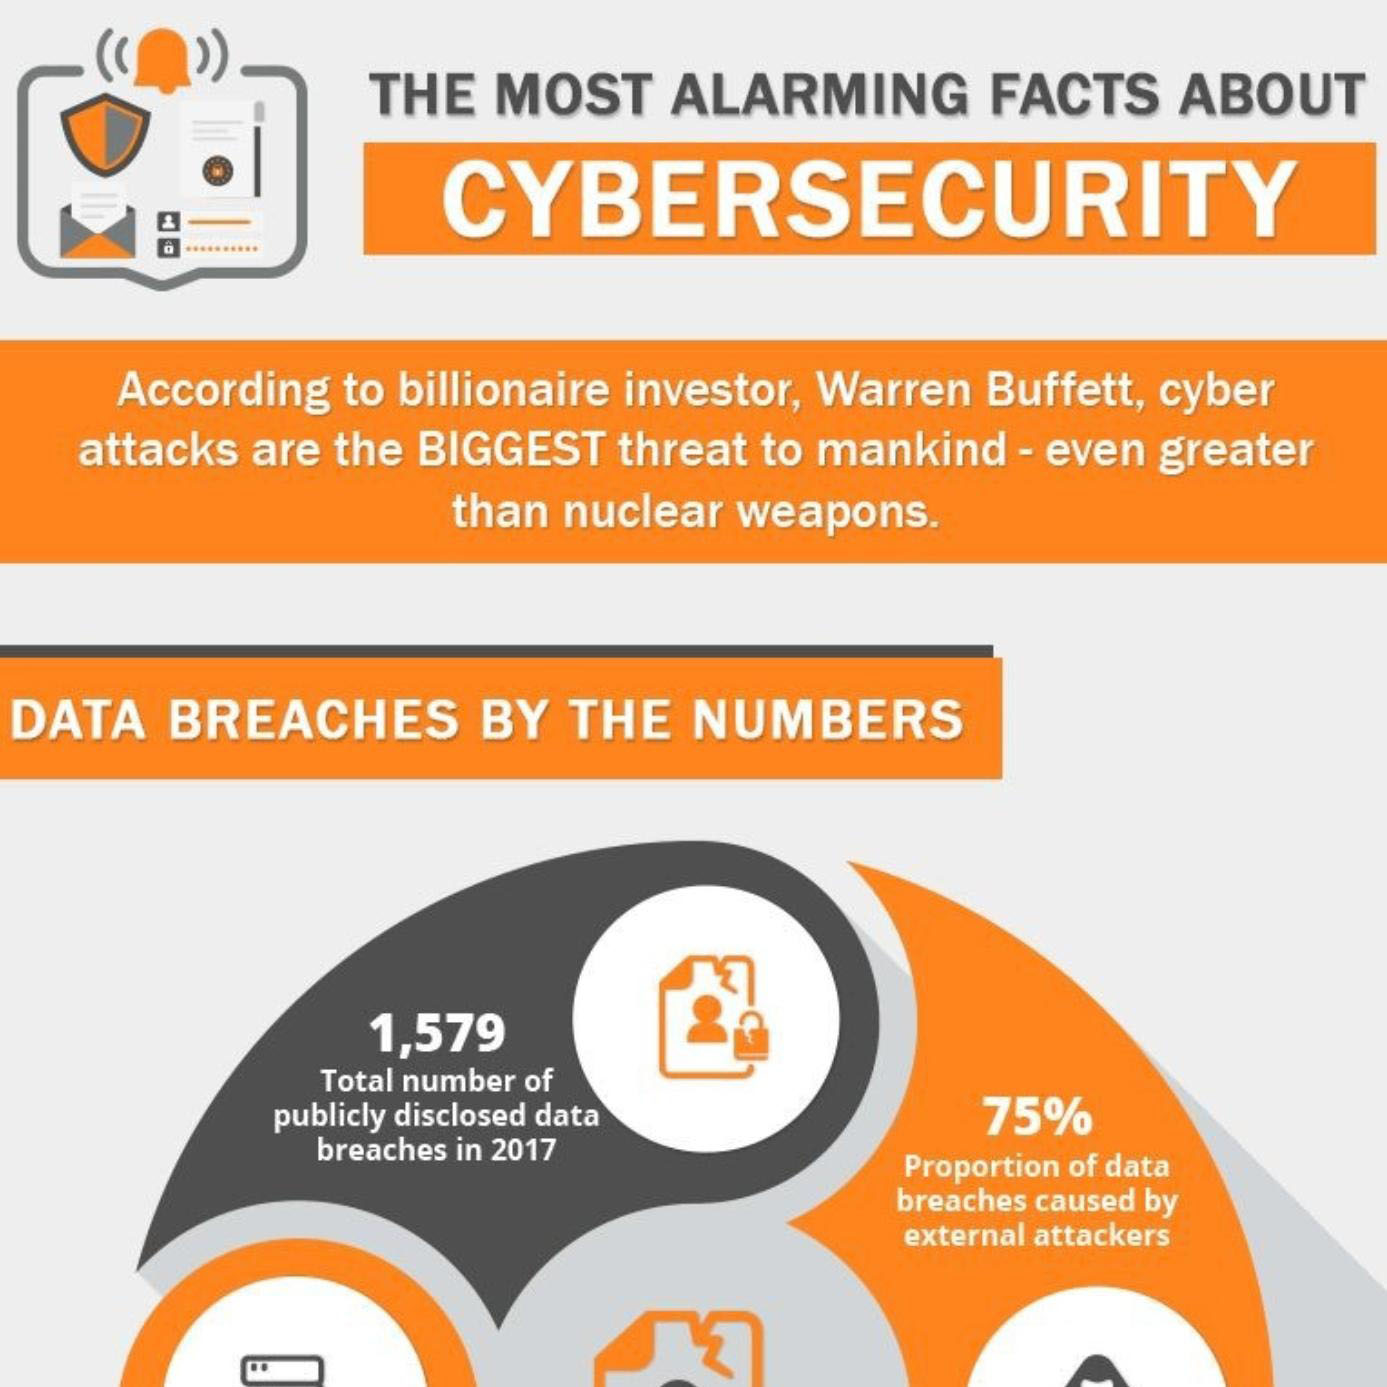 THE MOST ALARMING FACTS ABOUT
CYBERSECURITY
According to billionaire investor, Warren Buffett, cyber
attacks are the BIGGEST threat to mankind - even greater
than nuclear weapons.
DATA BREACHES BY THE NUMBERS
1,579
Total number of
publicly disclosed data
breaches in 2017
75%
Proportion of data
breaches caused by
external attackers